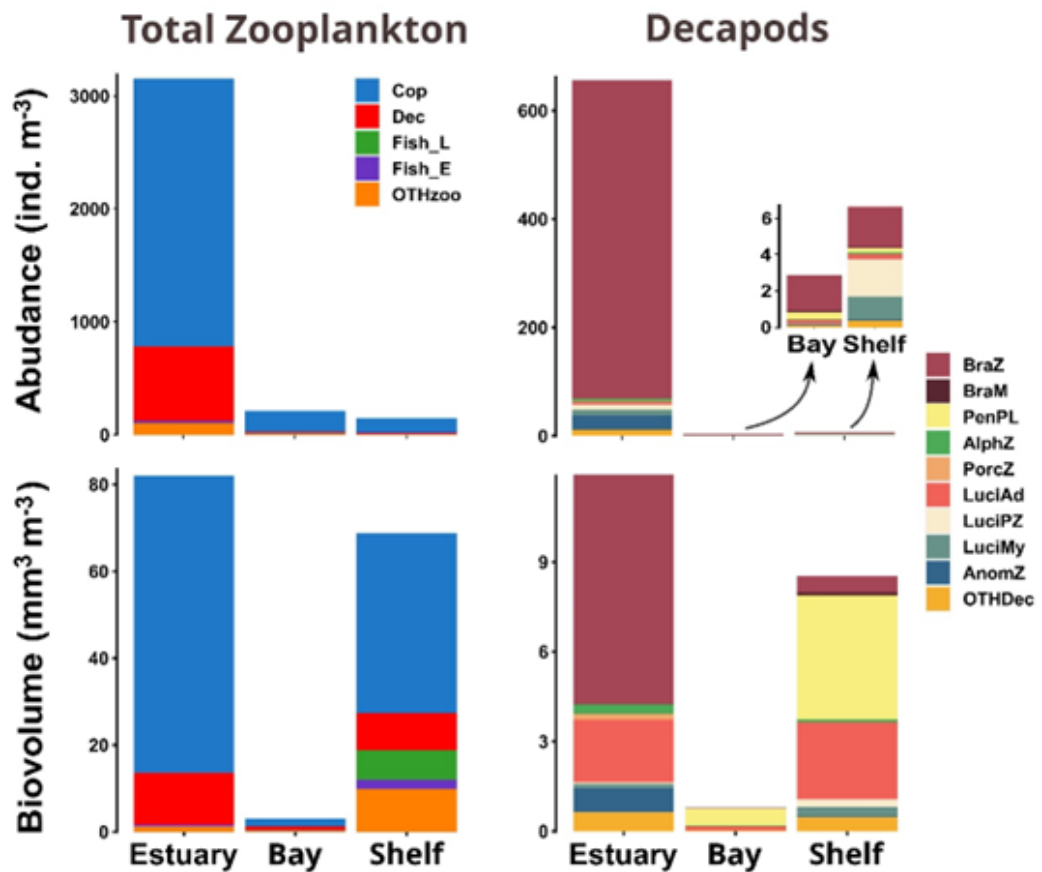 Total Zooplankton
Decapods
Abudance (ind. m-3)
3000
2000
1000
0
Cop
Dec
Fish_L
Fish_E
OTHzoo
600
400
200
0
6
4
2
0
Bay Shelf
BraZ
BraM
PenPL
AlphZ
PorcZ
LuciAd
LuciPZ
LuciMy
AnomZ
OTHDec
Biovolume (mm3 m-3)
80
60
40
20
0
Estuary Bay Shelf
9
6
3
0
Estuary Bay Shelf